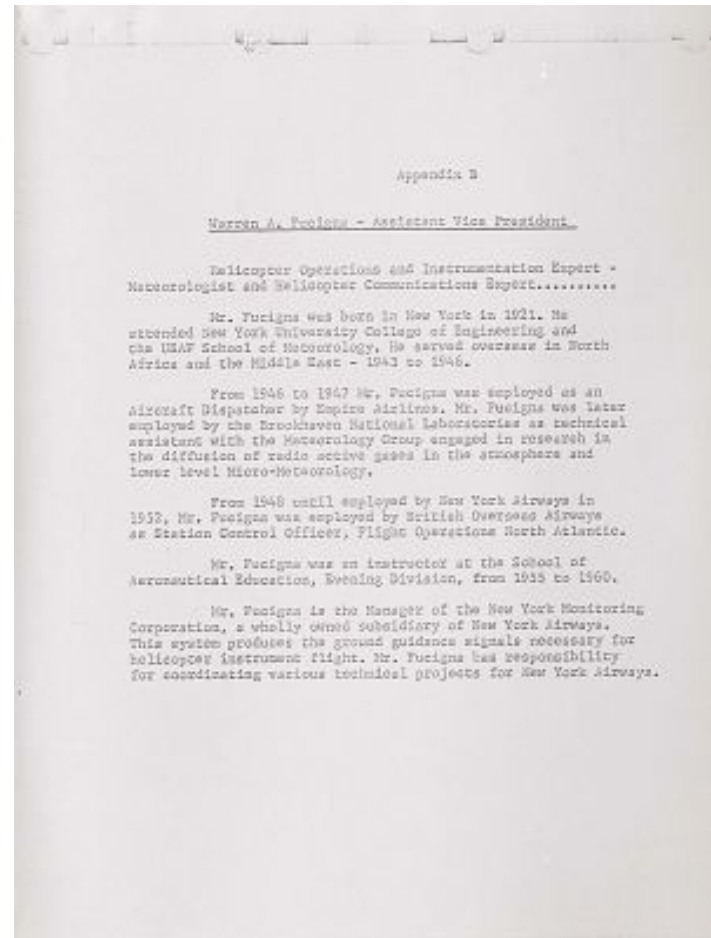 Appendix B
Warren A. Fucigna - Assistant Vice President
Helicopter Operations and Instrumentation Expert -
Meteorologist and Helicopter Communications Expert..........
Mr. Fucigna was born in New York in 1921. He
attended New York University College of Engineering and
the USAF School of Meteorology. He served overseas in North
Africa and the Middle East - 1943 to 1946.
From 1946 to 1947 Mr. Fucigna was employed as an
Aircraft Dispatcher by Empire Airlines. Mr. Fucigna was later
employed by the Brookhaven National Laboratories as technical
assistant with the Meteorology Group engaged in research in
the diffusion of radio active gases in the atmosphere and
lower level Micro-Meteorology.
From 1948 until employed by New York Airways in
1952, Mr. Fucigna was employed by British Overseas Airways
as Station Control Officer, Flight Operations North Atlantic.
Mr. Fucigna was an instructor at the School of
Aeronautical Education, Evening Division, from 1955 to 1960.
Mr. Fucigna is the Manager of the New York Monitoring
Corporation, a wholly owned subsidiary of New York Airways.
This system produces the ground guidance signals necessary for
helicopter instrument flight. Mr. Fucigna has responsibility
for coordinating various technical projects for New York Airways.